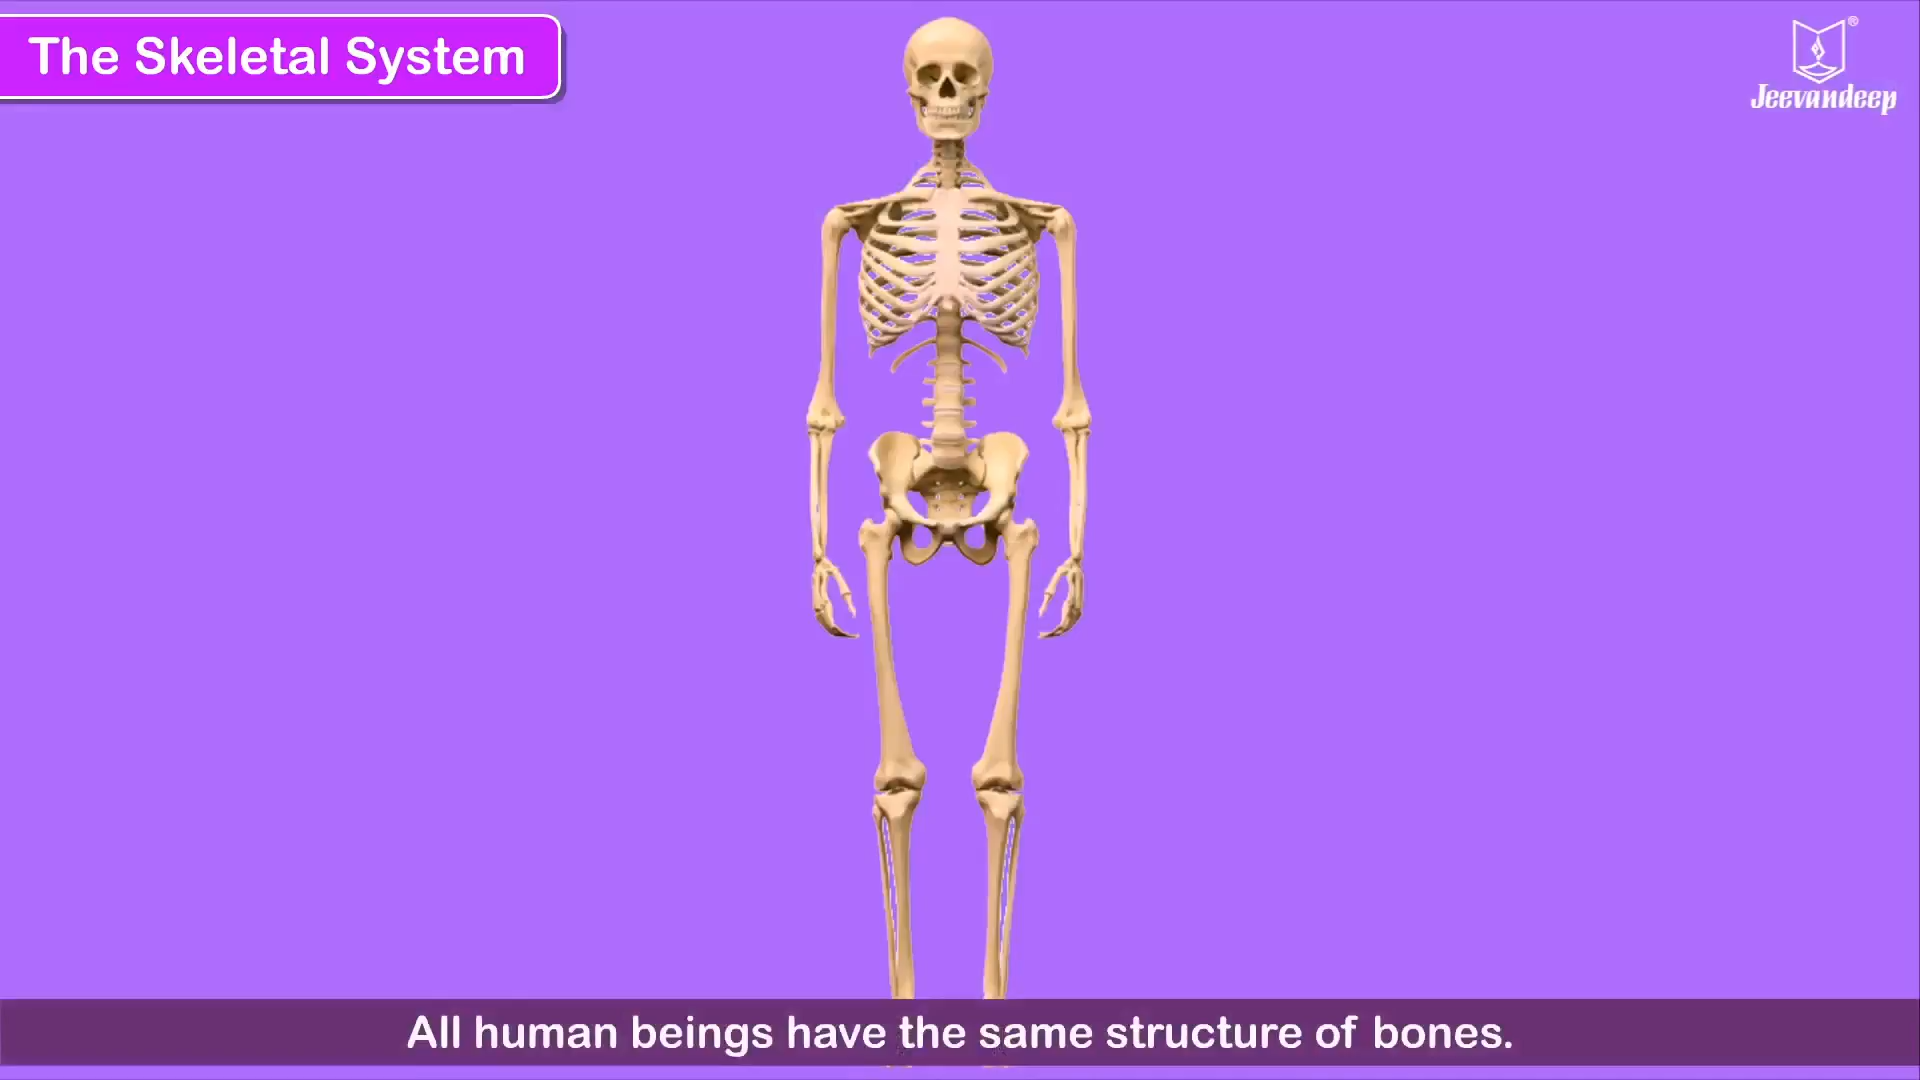 The Skeletal System
®
Jeevandeep
All human beings have the same structure of bones.